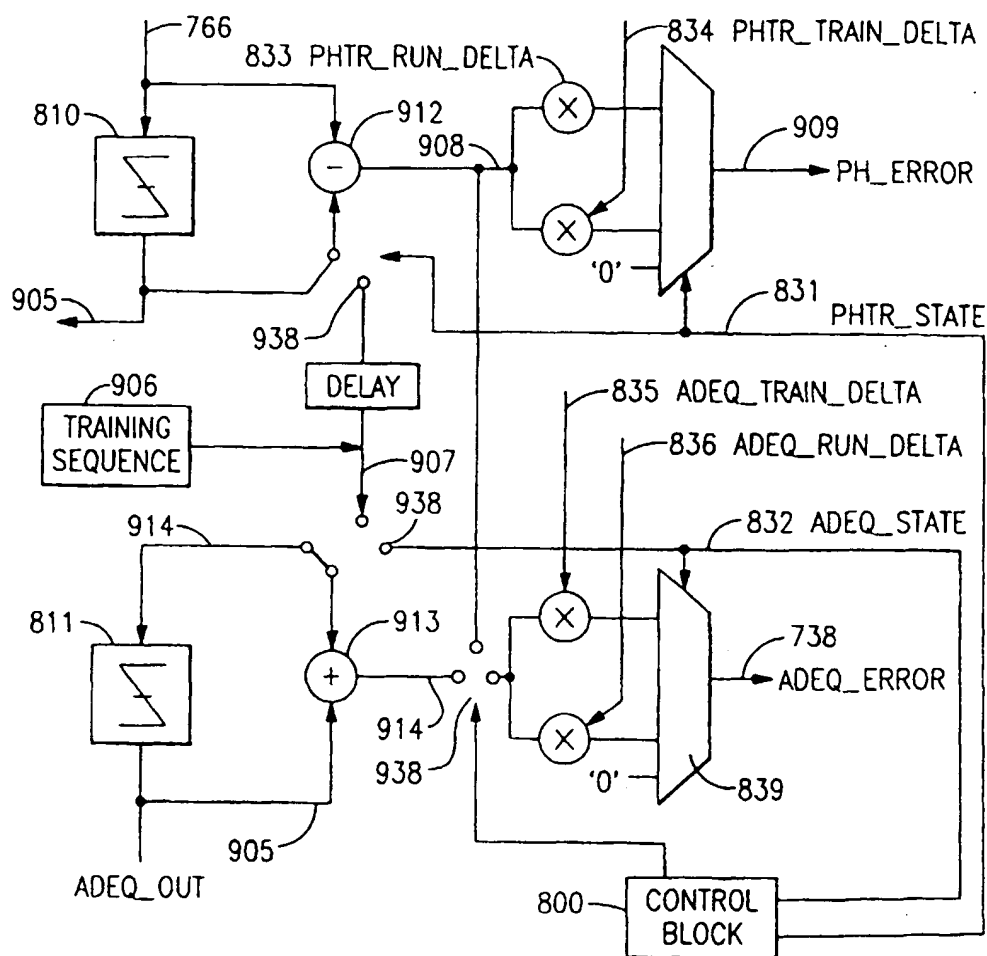 766
833 PHTR_RUN_DELTA
834 PHTR_TRAIN_DELTA
810
912
908
909
PH_ERROR
'0'
905
938
831
PHTR_STATE
DELAY
906
TRAINING
SEQUENCE
907
835 ADEQ_TRAIN_DELTA
836 ADEQ_RUN_DELTA
914
938
832 ADEQ_STATE
811
913
738
ADEQ_ERROR
914
938
'0'
839
905
ADEQ_OUT
800
CONTROL
BLOCK